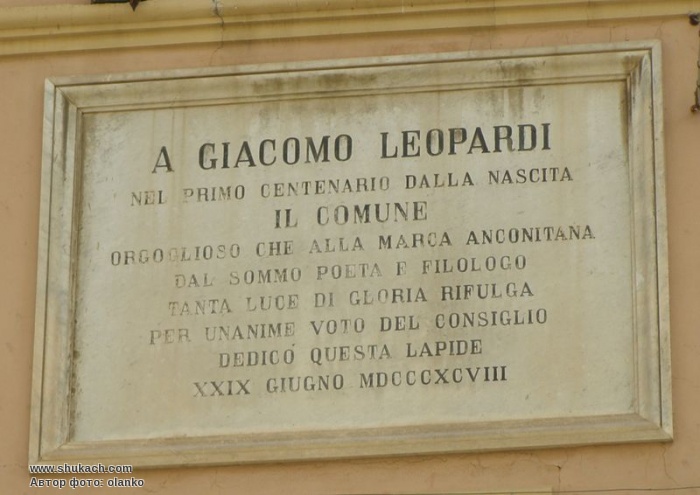 A GIACOMO LEOPARDI
NEL PRIMO CENTENARIO DALLA NASCITA
IL COMUNE
ORGOGLIOSO CHE ALLA MARCA ANCONITANA
DAL SOMMO POETA E FILOLOGO
TANTA LUCE DI GLORIA RIFULGA
PER UNANIME VOTO DEL CONSIGLIO
DEDICÓ QUESTA LAPIDE
XXIX GIUGNO MDCCCXCVIII
www.shukach.com
Автор фото: olanko